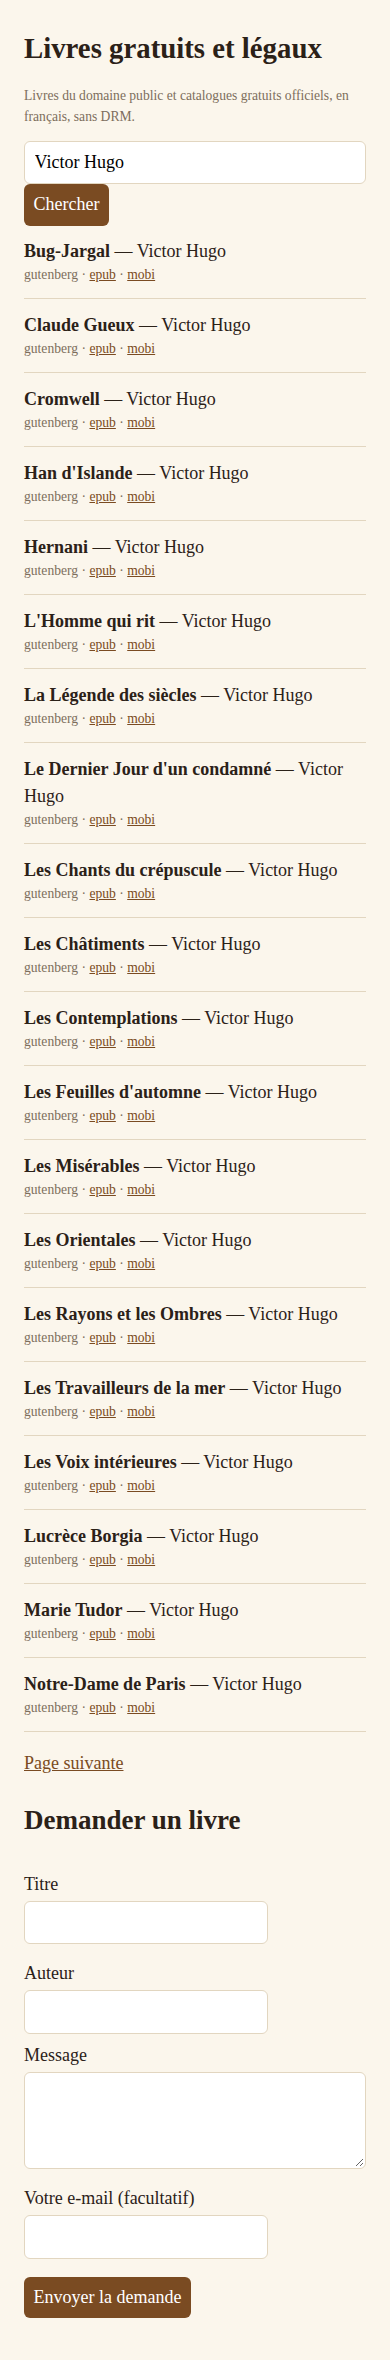 Livres gratuits et légaux
Livres du domaine public et catalogues gratuits officiels, en
français, sans DRM.
Victor Hugo
Chercher
Bug-Jargal — Victor Hugo
gutenberg · epub · mobi
Claude Gueux — Victor Hugo
gutenberg · epub · mobi
Cromwell — Victor Hugo
gutenberg · epub · mobi
Han d'Islande — Victor Hugo
gutenberg · epub · mobi
Hernani — Victor Hugo
gutenberg · epub · mobi
L'Homme qui rit — Victor Hugo
gutenberg · epub · mobi
La Légende des siècles — Victor Hugo
gutenberg · epub · mobi
Le Dernier Jour d'un condamné — Victor
Hugo
gutenberg · epub · mobi
Les Chants du crépuscule — Victor Hugo
gutenberg · epub · mobi
Les Châtiments — Victor Hugo
gutenberg · epub · mobi
Les Contemplations — Victor Hugo
gutenberg · epub · mobi
Les Feuilles d'automne — Victor Hugo
gutenberg · epub · mobi
Les Misérables — Victor Hugo
gutenberg · epub · mobi
Les Orientales — Victor Hugo
gutenberg · epub · mobi
Les Rayons et les Ombres — Victor Hugo
gutenberg · epub · mobi
Les Travailleurs de la mer — Victor Hugo
gutenberg · epub · mobi
Les Voix intérieures — Victor Hugo
gutenberg · epub · mobi
Lucrèce Borgia — Victor Hugo
gutenberg · epub · mobi
Marie Tudor — Victor Hugo
gutenberg · epub · mobi
Notre-Dame de Paris — Victor Hugo
gutenberg · epub · mobi
Page suivante
Demander un livre
Titre
Auteur
Message
Votre e-mail (facultatif)
Envoyer la demande